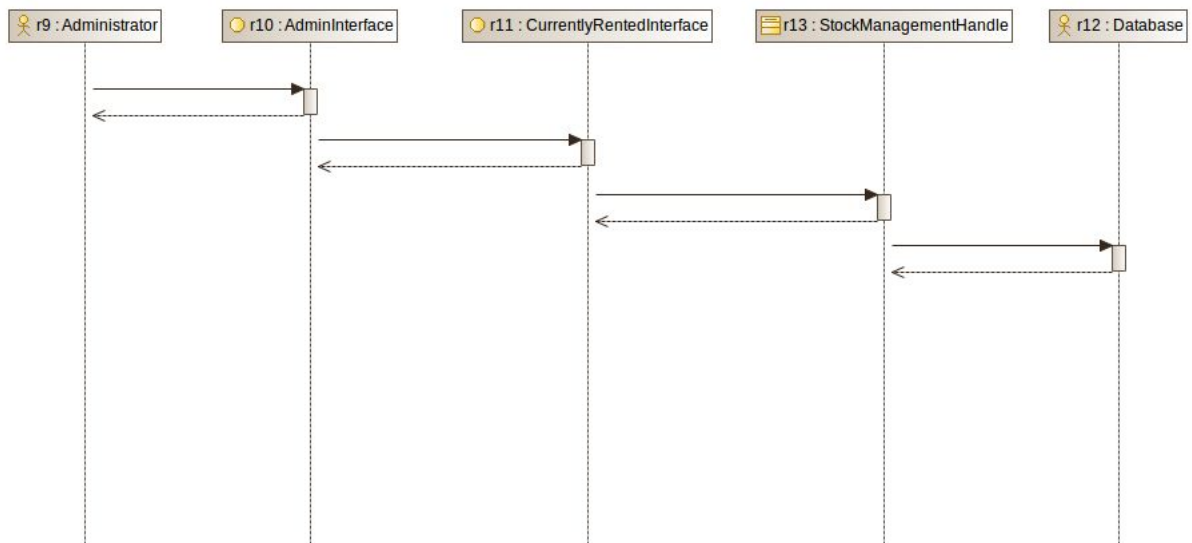 r9 : Administrator
r10 : AdminInterface
r11 : CurrentlyRentedInterface
r13 : StockManagementHandle
r12 : Database